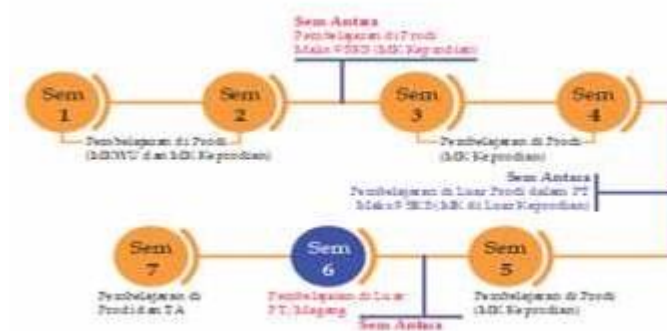 Sem Antara
Pembelajaran di Prodi
Maks 9 SKS (MK Keprodian)
Sem
1
Sem
2
Sem
3
Sem
4
Pembelajaran di Prodi
(MKWU dan MK Keprodian)
Pembelajaran di Prodi
(MK Keprodian)
Sem Antara
Pembelajaran di Luar Prodi dalam PT
Maks 9 SKS (MK di Luar Keprodian)
Sem
7
Sem
6
Sem
5
Pembelajaran di
Prodi dan TA
Pembelajaran di Luar
PT/Magang
Pembelajaran di Prodi
(MK Keprodian)
Sem Antara